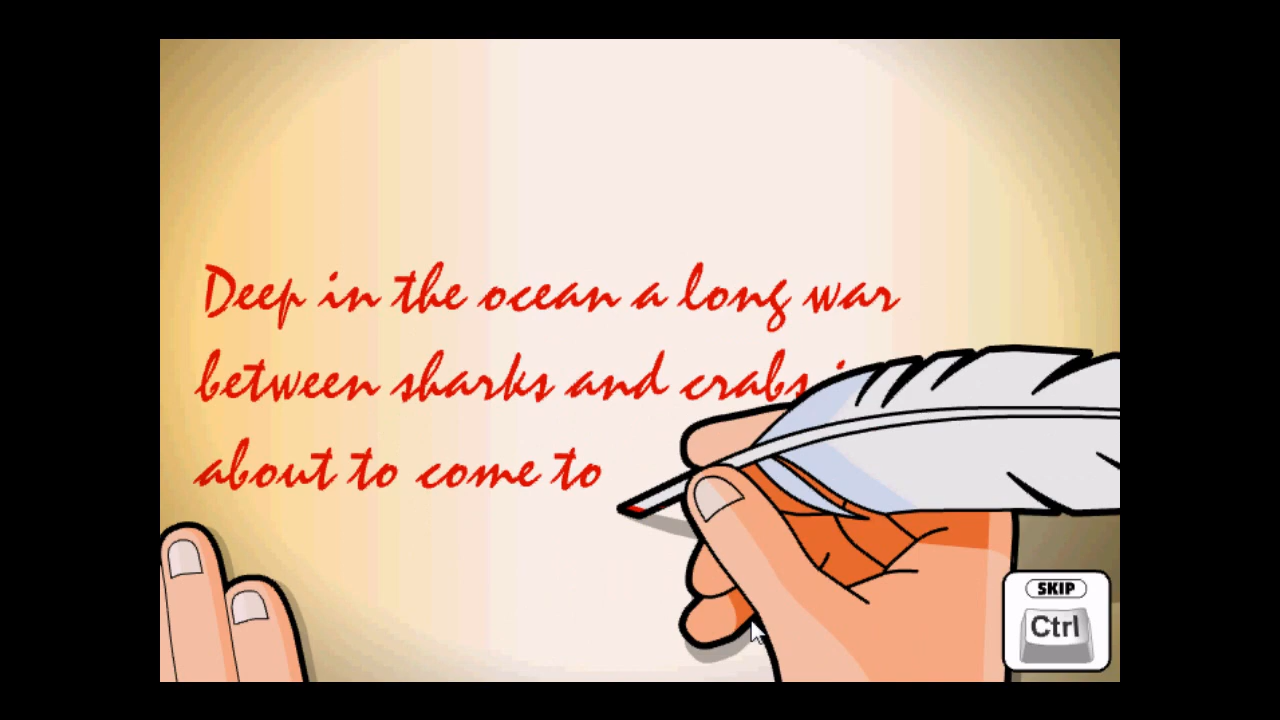 Deep in the ocean a long war
between sharks and crabs
about to come to
SKIP
Ctrl